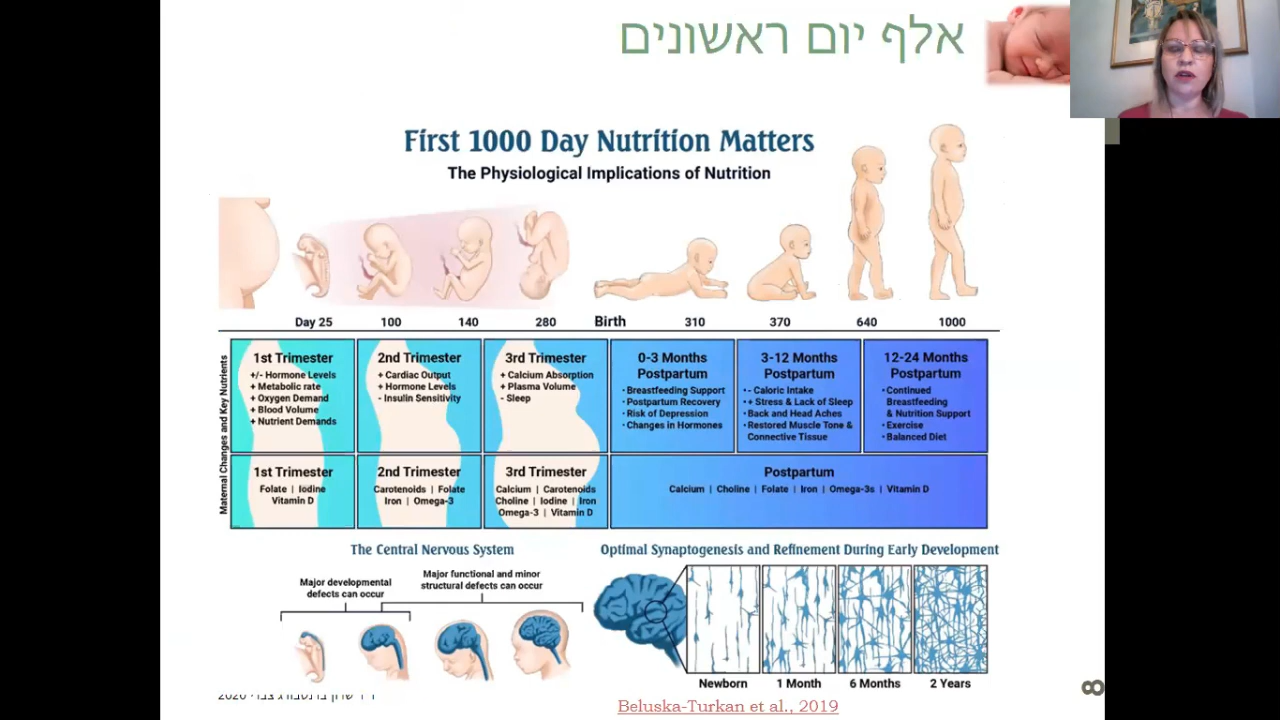 אלף יום ראשונים
First 1000 Day Nutrition Matters
The Physiological Implications of Nutrition
Day 25 100 140 280 Birth 310 370 640 1000
Maternal Changes and Key Nutrients
1st Trimester
+/- Hormone Levels
+ Metabolic rate
+ Oxygen Demand
+ Blood Volume
+ Nutrient Demands
2nd Trimester
+ Cardiac Output
+ Hormone Levels
- Insulin Sensitivity
3rd Trimester
+ Calcium Absorption
+ Plasma Volume
- Sleep
0-3 Months
Postpartum
· Breastfeeding Support
· Postpartum Recovery
· Risk of Depression
· Changes in Hormones
3-12 Months
Postpartum
· - Caloric Intake
· + Stress & Lack of Sleep
· Back and Head Aches
· Restored Muscle Tone &
Connective Tissue
12-24 Months
Postpartum
· Continued
Breastfeeding
& Nutrition Support
· Exercise
· Balanced Diet
1st Trimester
Folate | Iodine
Vitamin D
2nd Trimester
Carotenoids | Folate
Iron | Omega-3
3rd Trimester
Calcium | Carotenoids
Choline | Iodine | Iron
Omega-3 | Vitamin D
Postpartum
Calcium | Choline | Folate | Iron | Omega-3s | Vitamin D
The Central Nervous System
Major developmental
defects can occur
Major functional and minor
structural defects can occur
Optimal Synaptogenesis and Refinement During Early Development
Newborn 1 Month 6 Months 2 Years
2020
Beluska-Turkan et al., 2019
8